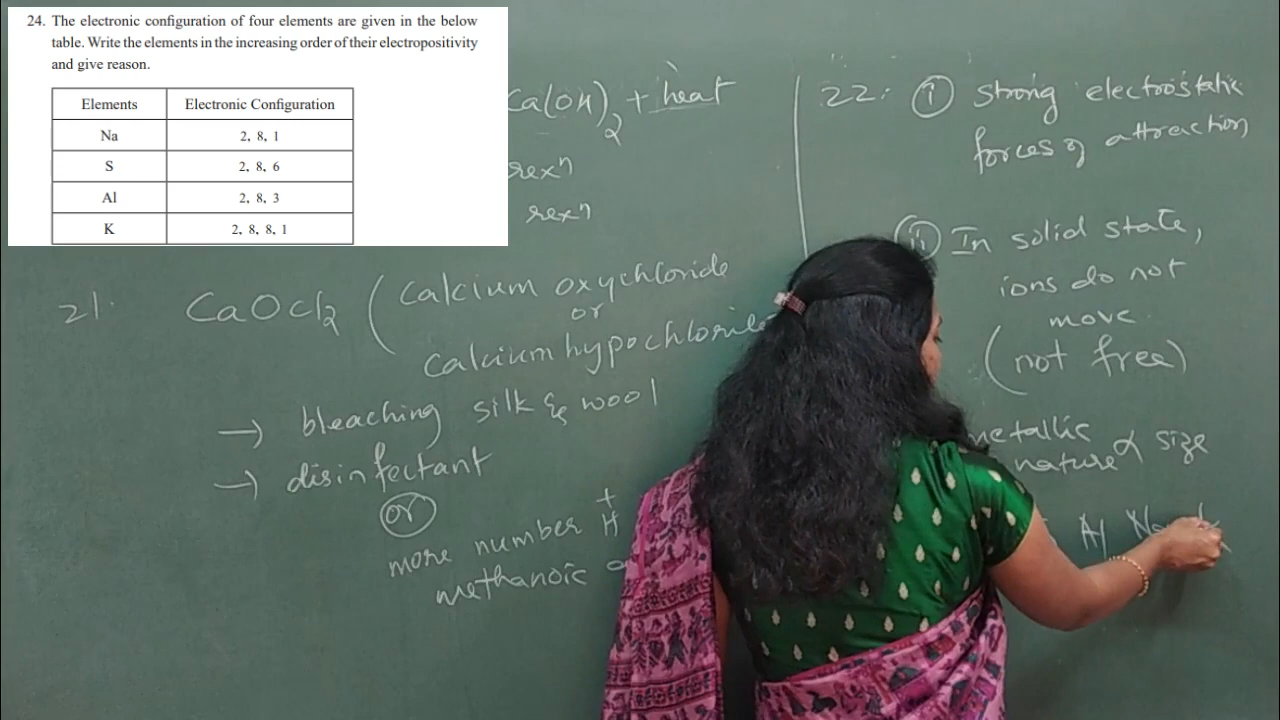 24. The electronic configuration of four elements are given in the below
table. Write the elements in the increasing order of their electropositivity
and give reason.
Elements Electronic Configuration
Na 2, 8, 1
S 2, 8, 6
Al 2, 8, 3
K 2, 8, 8, 1
Ca(OH)2 + heat
rexⁿ
rexⁿ
21. CaOCl2 (Calcium oxychloride
or
Calcium hypochlorite
→ bleaching silk & wool
→ disinfectant
or
more number H+
methanoic
22. i strong electrostatic
forces of attraction
ii In solid state,
ions do not
move.
(not free)
metallic
nature α size
Al Na